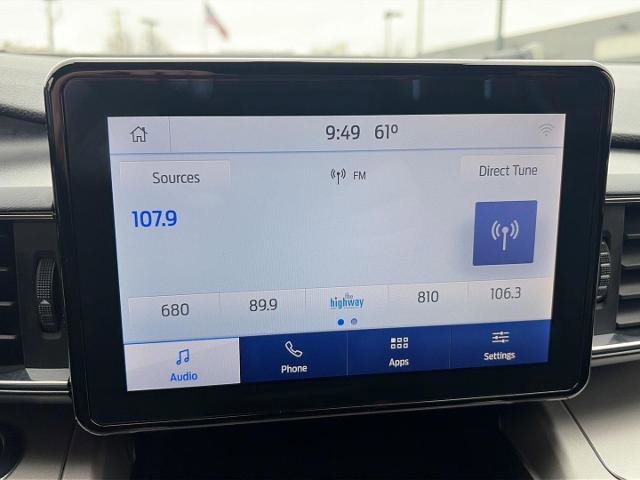 9:49 61°
Sources
FM
Direct Tune
107.9
680
89.9
the
highway
810
106.3
Audio
Phone
Apps
Settings